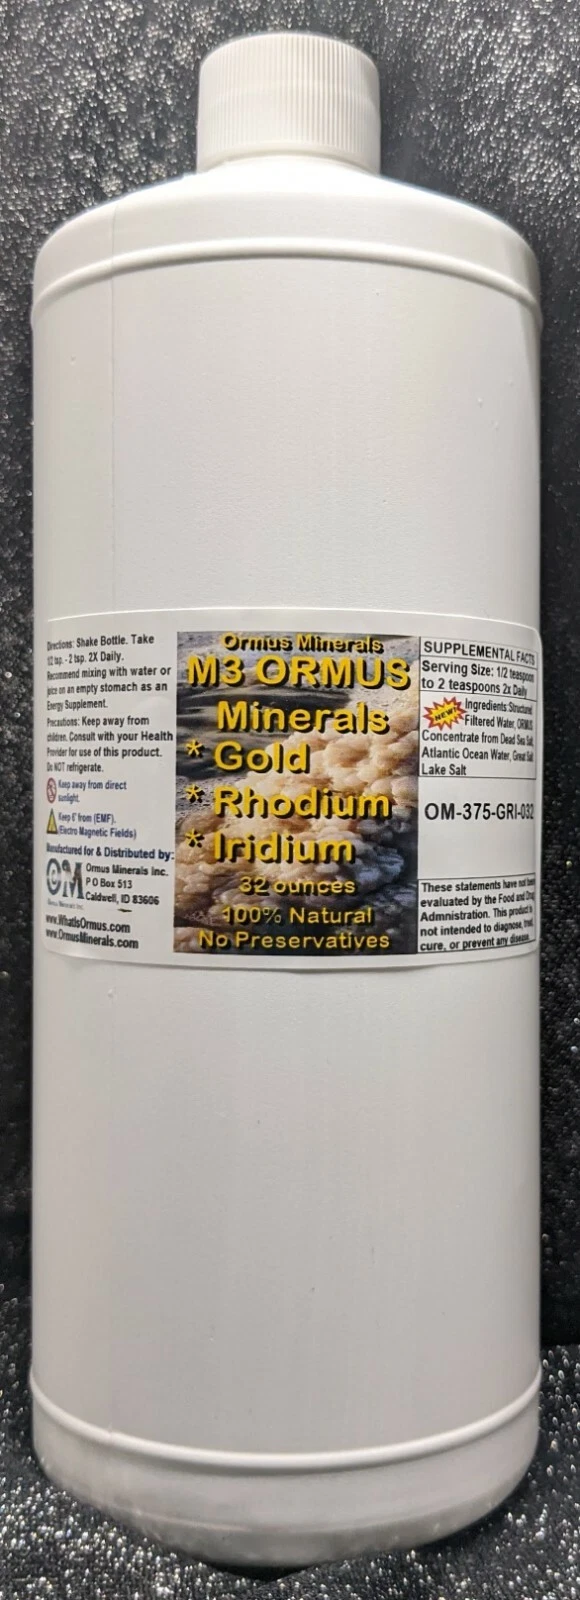 Directions: Shake Bottle. Take
1/2 tsp. - 2 tsp. 2X Daily.
Recommend mixing with water or
juice on an empty stomach as an
Energy Supplement.
Precautions: Keep away from
children. Consult with your Health
Provider for use of this product.
Do NOT refrigerate.
Keep away from direct
sunlight.
Keep 6' from (EMF).
(Electro Magnetic Fields)
Manufactured for & Distributed by:
OM
Ormus Minerals Inc.
Ormus Minerals Inc.
P O Box 513
Caldwell, ID 83606
www.WhatIsOrmus.com
www.OrmusMinerals.com
Ormus Minerals
M3 ORMUS
Minerals
* Gold
* Rhodium
* Iridium
32 ounces
100% Natural
No Preservatives
SUPPLEMENTAL FACTS
Serving Size: 1/2 teaspoon
to 2 teaspoons 2x Daily
NEW
Ingredients Structured
Filtered Water, ORMUS
Concentrate from Dead Sea Salt,
Atlantic Ocean Water, Great Salt
Lake Salt
OM-375-GRI-032
These statements have not been
evaluated by the Food and Drug
Admnistration. This product is
not intended to diagnose, treat,
cure, or prevent any disease.